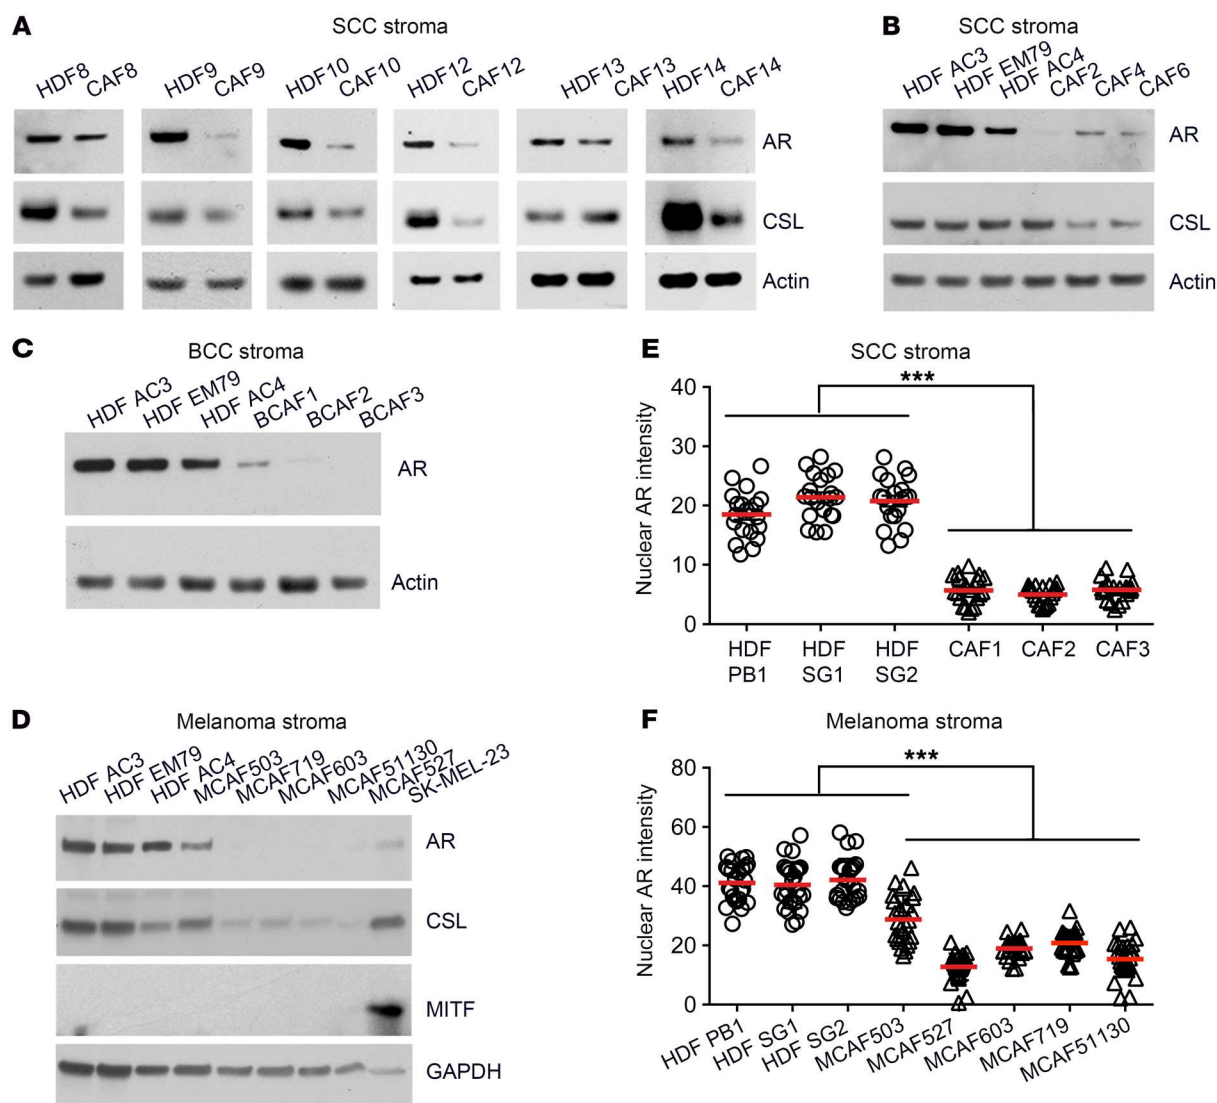 A
SCC stroma
HDF8 CAF8 HDF9 CAF9 HDF10 CAF10 HDF12 CAF12 HDF13 CAF13 HDF14 CAF14
AR
CSL
Actin
B
SCC stroma
HDF AC3 HDF EM79 HDF AC4 CAF2 CAF4 CAF6
AR
CSL
Actin
C
BCC stroma
HDF AC3 HDF EM79 HDF AC4 BCAF1 BCAF2 BCAF3
AR
Actin
D
Melanoma stroma
HDF AC3 HDF EM79 HDF AC4 MCAF503 MCAF719 MCAF603 MCAF51130 MCAF527 SK-MEL-23
AR
CSL
MITF
GAPDH
E
SCC stroma
***
Nuclear AR intensity
40
30
20
10
0
HDF PB1
HDF SG1
HDF SG2
CAF1
CAF2
CAF3
F
Melanoma stroma
***
Nuclear AR intensity
80
60
40
20
0
HDF PB1
HDF SG1
HDF SG2
MCAF503
MCAF527
MCAF603
MCAF719
MCAF51130